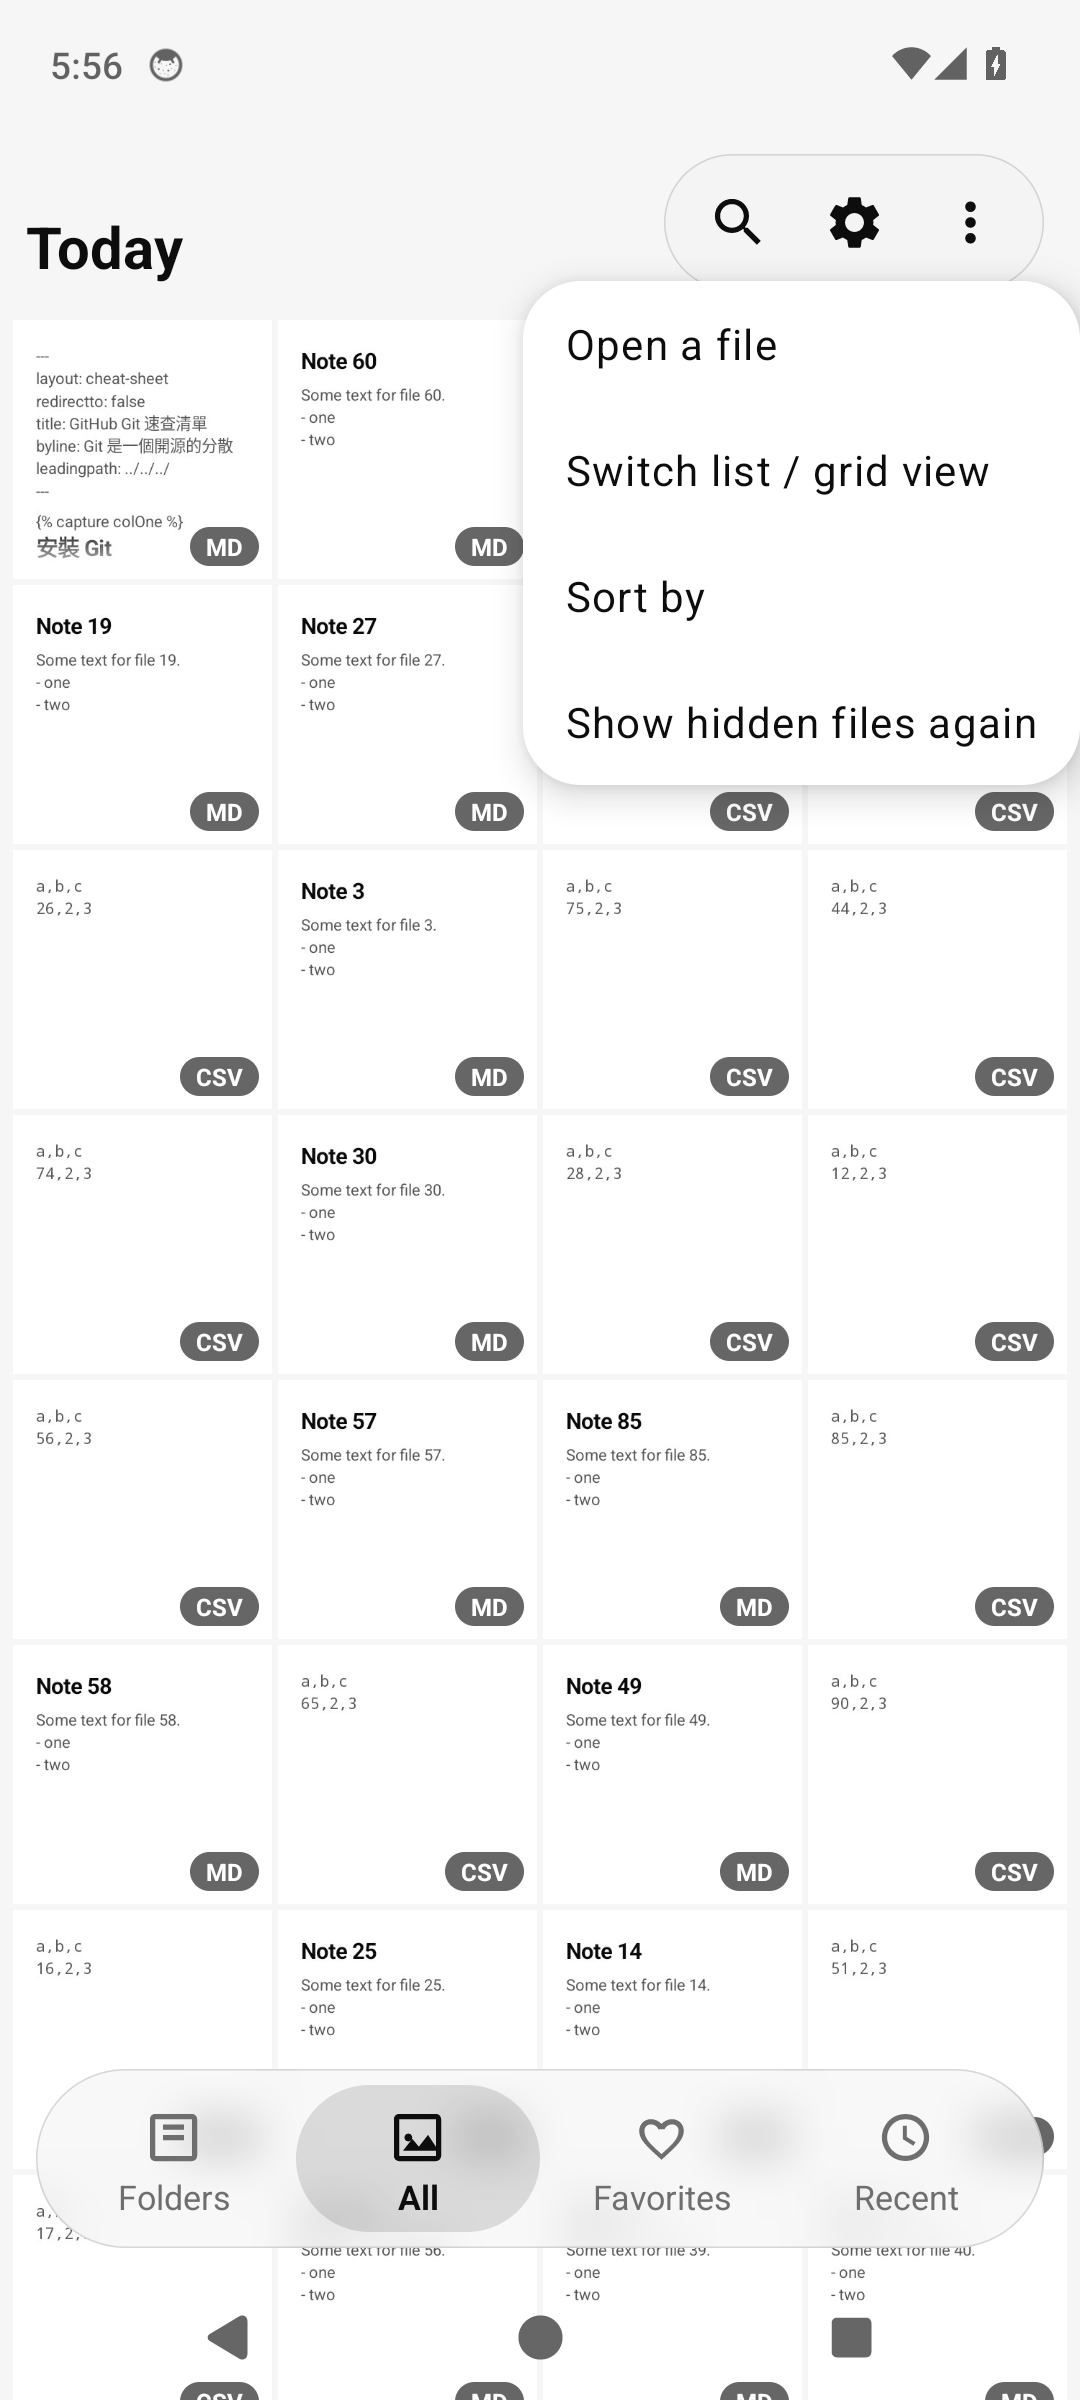 5:56
Today
Open a file
Switch list / grid view
Sort by
Show hidden files again
---
layout: cheat-sheet
redirectto: false
title: GitHub Git 速查清單
byline: Git 是一個開源的分散
leadingpath: ../../../
---
{% capture colOne %}
安裝 Git
MD
Note 60
Some text for file 60.
- one
- two
MD
Note 19
Some text for file 19.
- one
- two
MD
Note 27
Some text for file 27.
- one
- two
MD
CSV
CSV
a,b,c
26,2,3
CSV
Note 3
Some text for file 3.
- one
- two
MD
a,b,c
75,2,3
CSV
a,b,c
44,2,3
CSV
a,b,c
74,2,3
CSV
Note 30
Some text for file 30.
- one
- two
MD
a,b,c
28,2,3
CSV
a,b,c
12,2,3
CSV
a,b,c
56,2,3
CSV
Note 57
Some text for file 57.
- one
- two
MD
Note 85
Some text for file 85.
- one
- two
MD
a,b,c
85,2,3
CSV
Note 58
Some text for file 58.
- one
- two
MD
a,b,c
65,2,3
CSV
Note 49
Some text for file 49.
- one
- two
MD
a,b,c
90,2,3
CSV
a,b,c
16,2,3
Note 25
Some text for file 25.
- one
- two
Note 14
Some text for file 14.
- one
- two
a,b,c
51,2,3
Folders
All
Favorites
Recent
17,2,
CSV
Some text for file 56.
- one
- two
MD
Some text for file 39.
- one
- two
MD
Some text for file 40.
- one
- two
MD